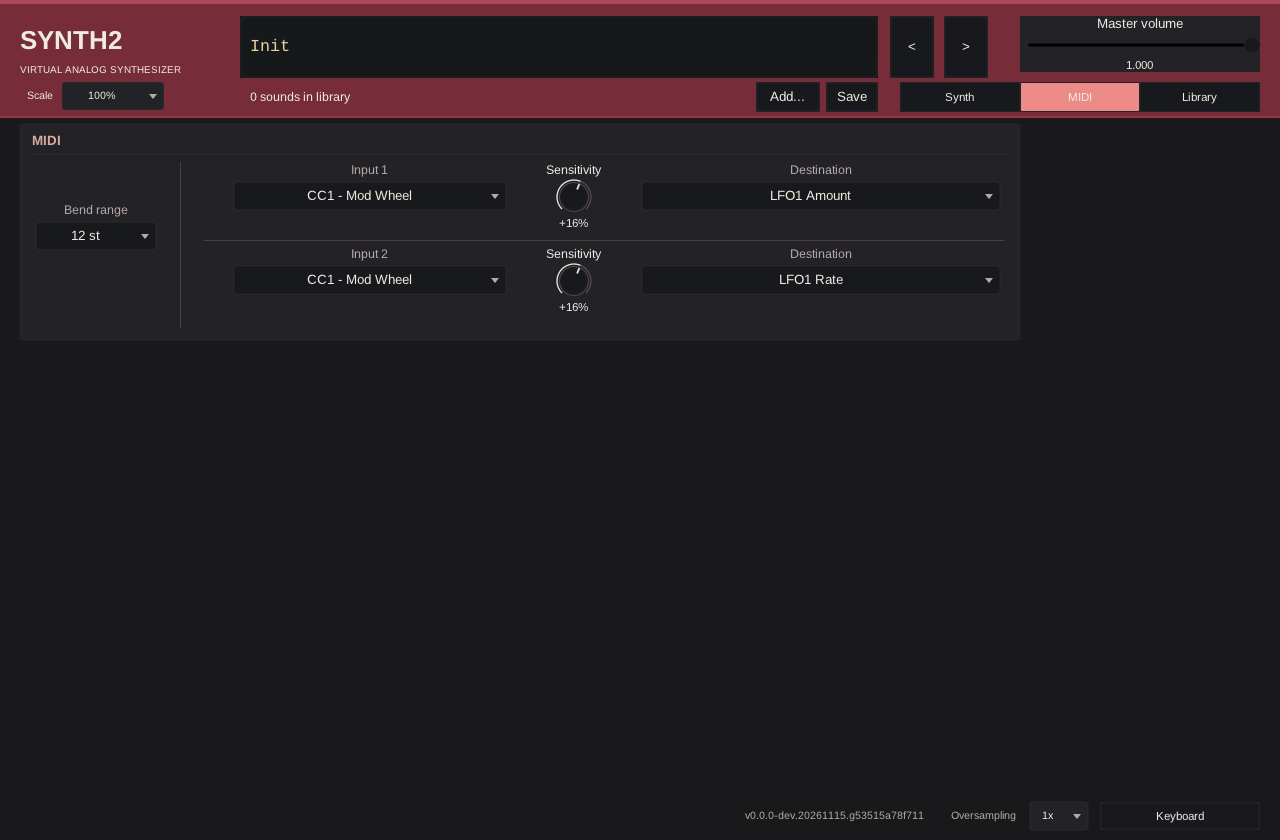 SYNTH2
VIRTUAL ANALOG SYNTHESIZER
Scale 100%
Init
< >
Master volume
1.000
0 sounds in library
Add... Save
Synth MIDI Library
MIDI
Bend range
12 st
Input 1 Sensitivity Destination
CC1 - Mod Wheel LFO1 Amount
+16%
Input 2 Sensitivity Destination
CC1 - Mod Wheel LFO1 Rate
+16%
v0.0.0-dev.20261115.g53515a78f711 Oversampling 1x Keyboard